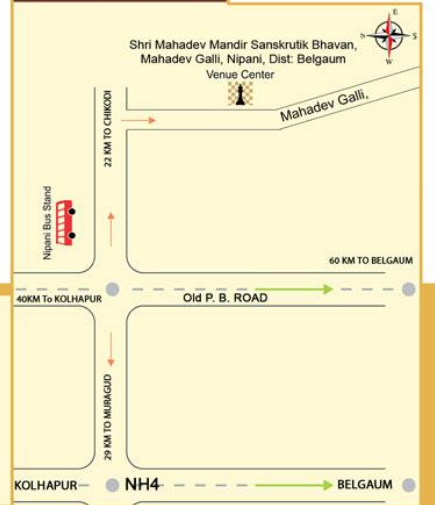 E
N
S
W
Shri Mahadev Mandir Sanskrutik Bhavan,
Mahadev Galli, Nipani, Dist: Belgaum
Venue Center
Mahadev Galli,
22 KM TO CHIKODI
Nipani Bus Stand
60 KM TO BELGAUM
40KM To KOLHAPUR
Old P. B. ROAD
29 KM TO MURAGUD
KOLHAPUR
NH4
BELGAUM